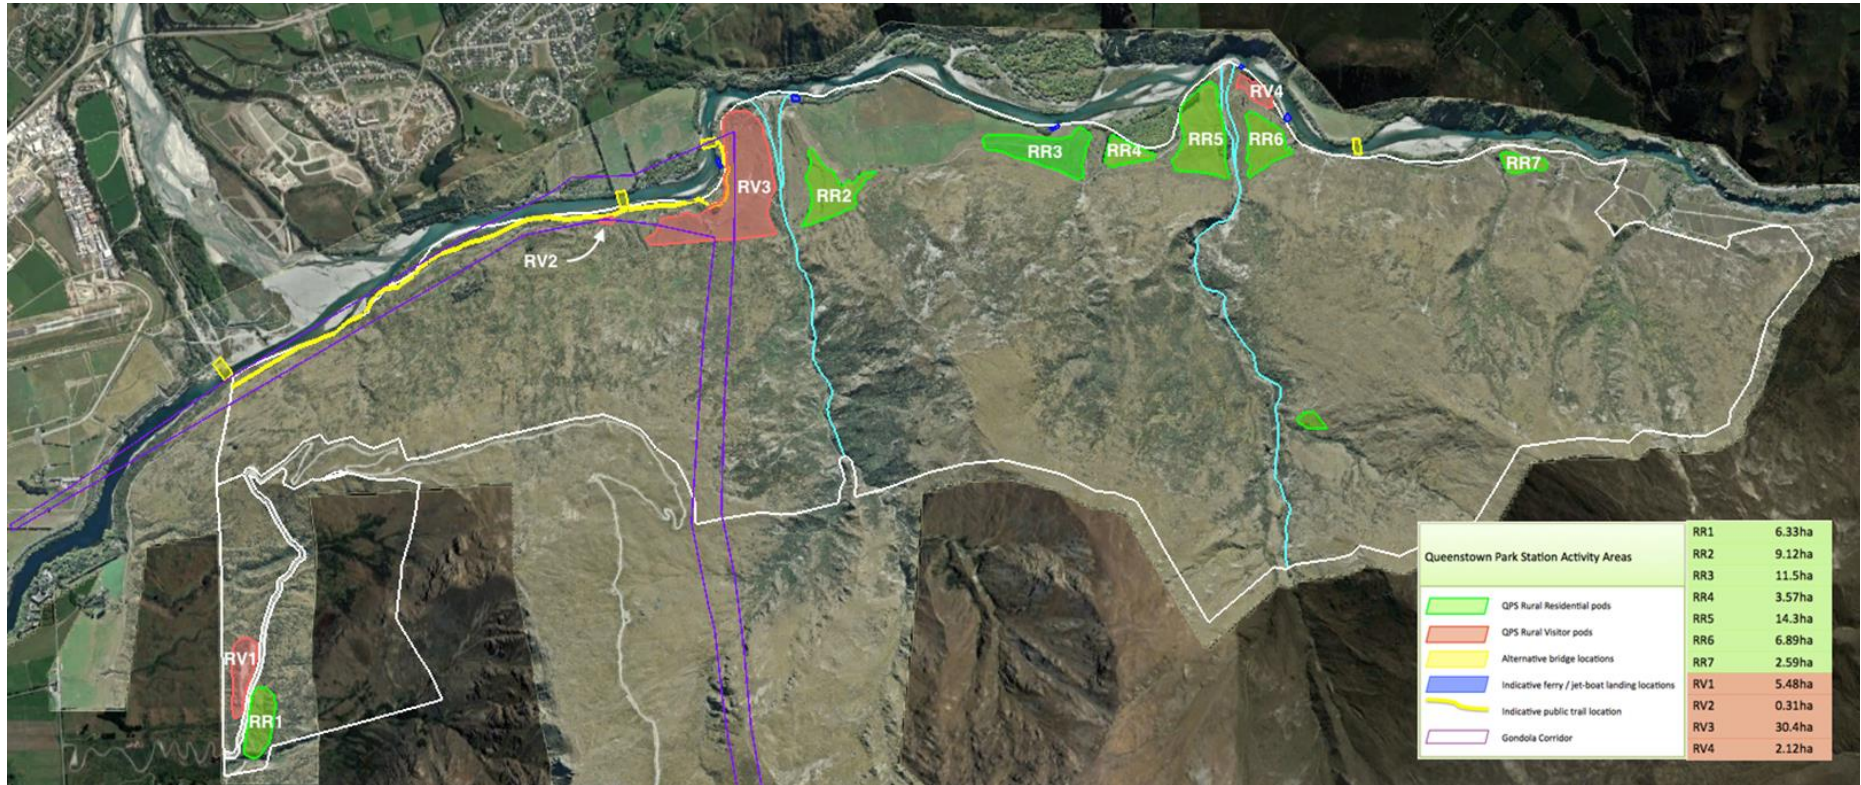 RV4
RR5
RR6
RR3
RR4
RR7
RV3
RR2
RV2
RV1
RR1
Queenstown Park Station Activity Areas
QPS Rural Residential pods
QPS Rural Visitor pods
Alternative bridge locations
Indicative ferry / jet-boat landing locations
Indicative public trail location
Gondola Corridor
RR1 6.33ha
RR2 9.12ha
RR3 11.5ha
RR4 3.57ha
RR5 14.3ha
RR6 6.89ha
RR7 2.59ha
RV1 5.48ha
RV2 0.31ha
RV3 30.4ha
RV4 2.12ha